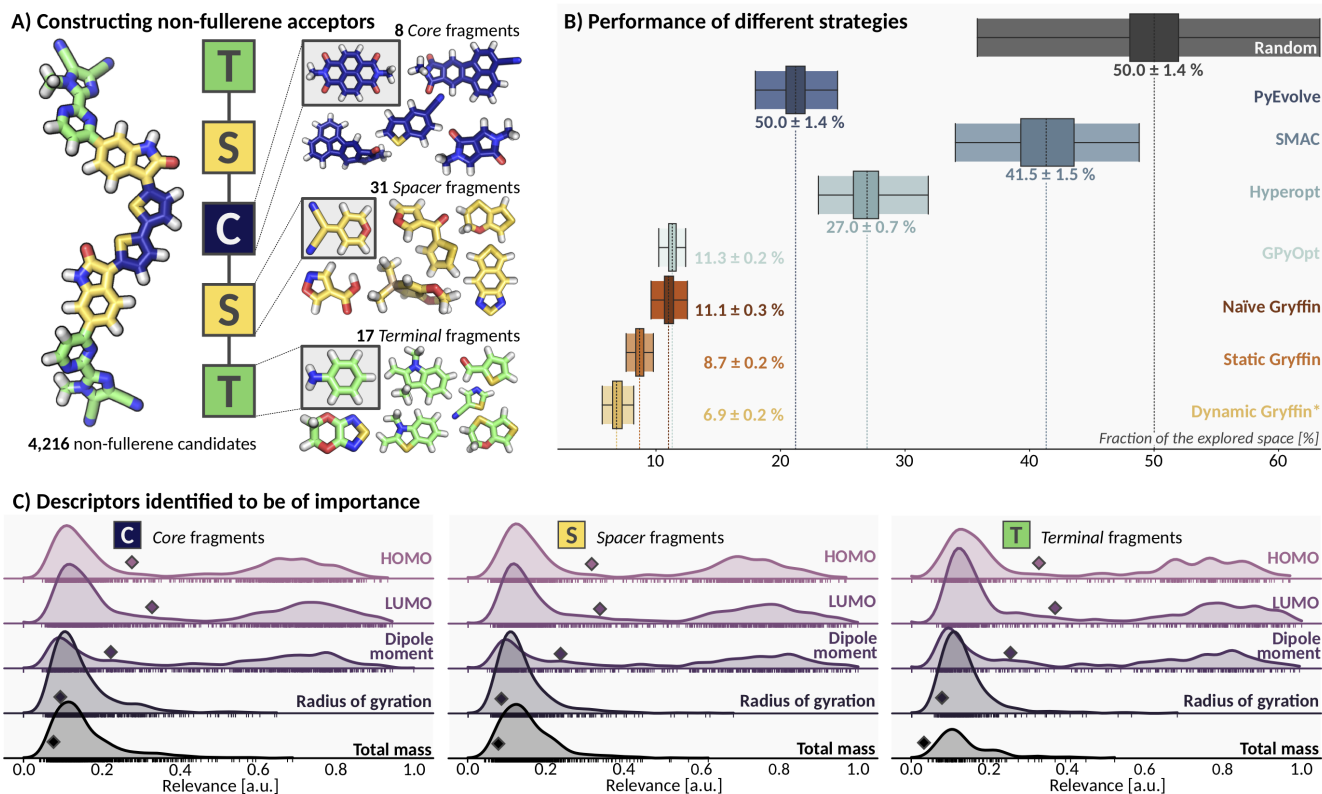 A) Constructing non-fullerene acceptors
T
S
C
S
T
8 Core fragments
31 Spacer fragments
17 Terminal fragments
4,216 non-fullerene candidates
B) Performance of different strategies
Random
50.0 ± 1.4 %
PyEvolve
50.0 ± 1.4 %
SMAC
41.5 ± 1.5 %
Hyperopt
27.0 ± 0.7 %
GPyOpt
11.3 ± 0.2 %
Naïve Gryffin
11.1 ± 0.3 %
Static Gryffin
8.7 ± 0.2 %
Dynamic Gryffin*
6.9 ± 0.2 %
Fraction of the explored space [%]
10 20 30 40 50 60
C) Descriptors identified to be of importance
C Core fragments
HOMO
LUMO
Dipole
moment
Radius of gyration
Total mass
0.0 0.2 0.4 0.6 0.8 1.0
Relevance [a.u.]
S Spacer fragments
HOMO
LUMO
Dipole
moment
Radius of gyration
Total mass
0.0 0.2 0.4 0.6 0.8 1.0
Relevance [a.u.]
T Terminal fragments
HOMO
LUMO
Dipole
moment
Radius of gyration
Total mass
0.0 0.2 0.4 0.6 0.8 1.0
Relevance [a.u.]